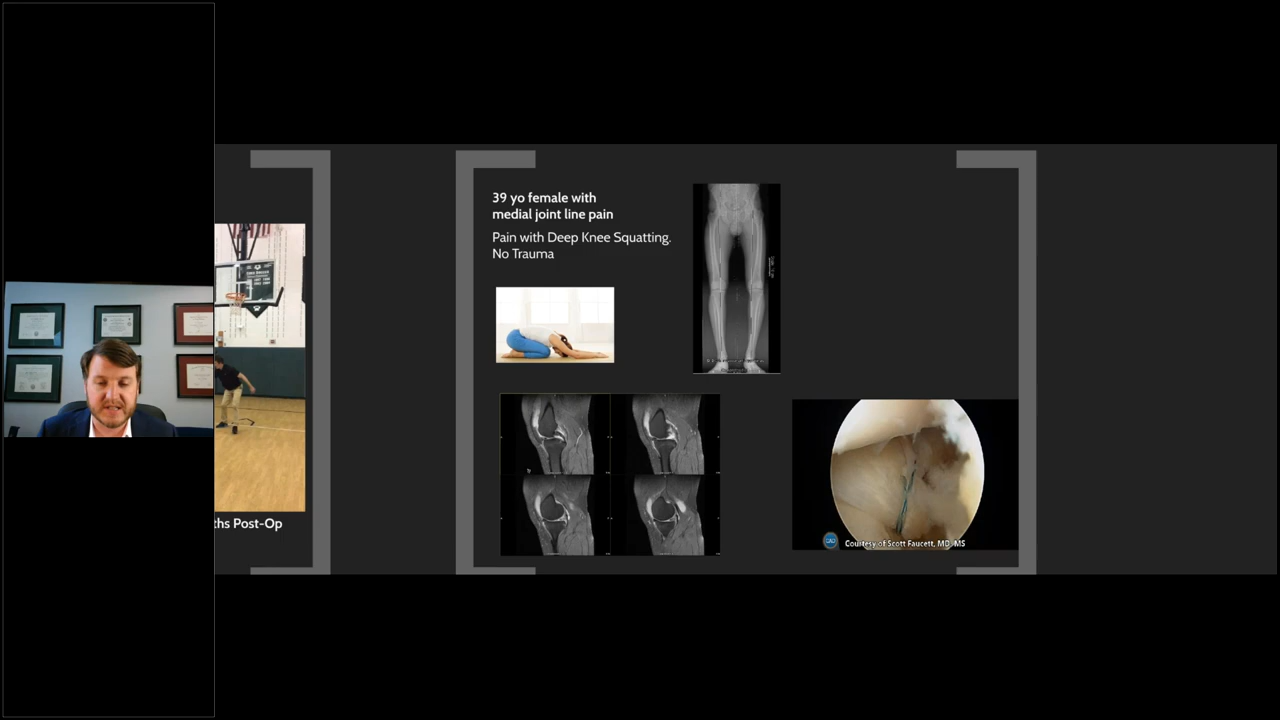 39 yo female with
medial joint line pain
Pain with Deep Knee Squatting.
No Trauma
ths Post-Op
Courtesy of Scott Faucett, MD, MS